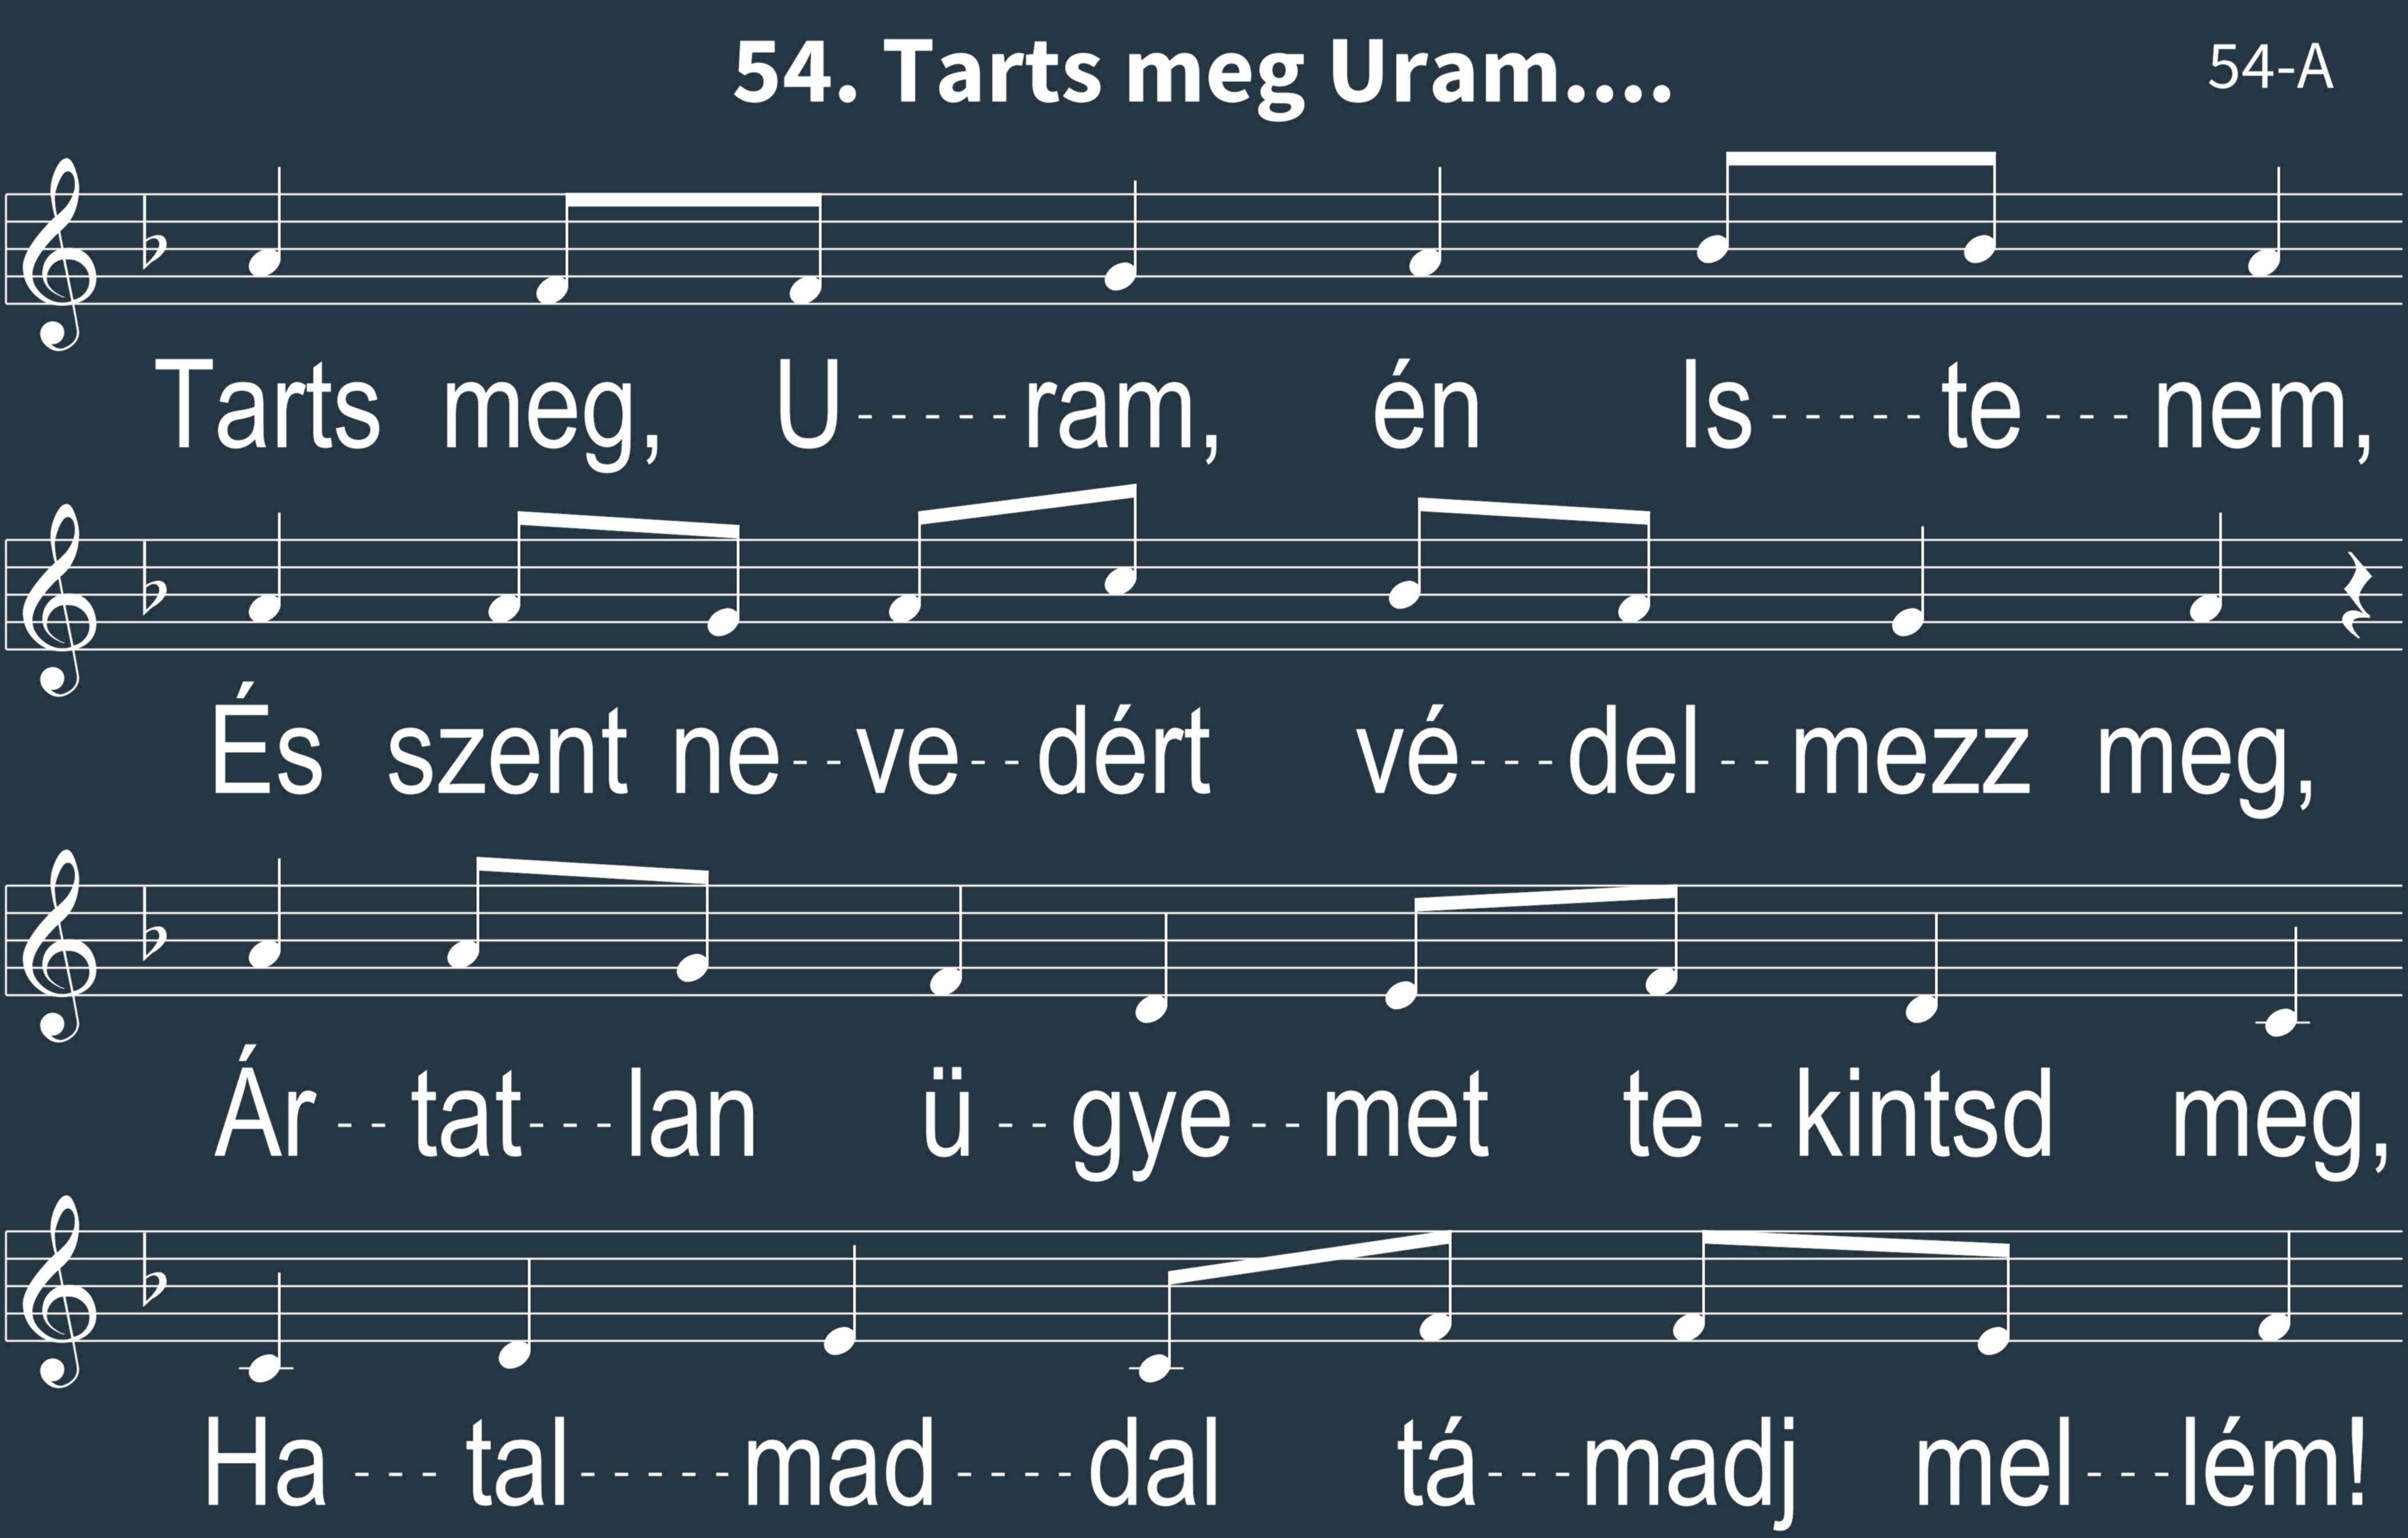 54. Tarts meg Uram....
54-A
Tarts meg, U-----ram, én Is-----te---nem,
És szent ne--ve--dért vé---del--mezz meg,
Ár--tat---lan ü--gye--met te--kintsd meg,
Ha---tal-----mad----dal tá---madj mel---lém!